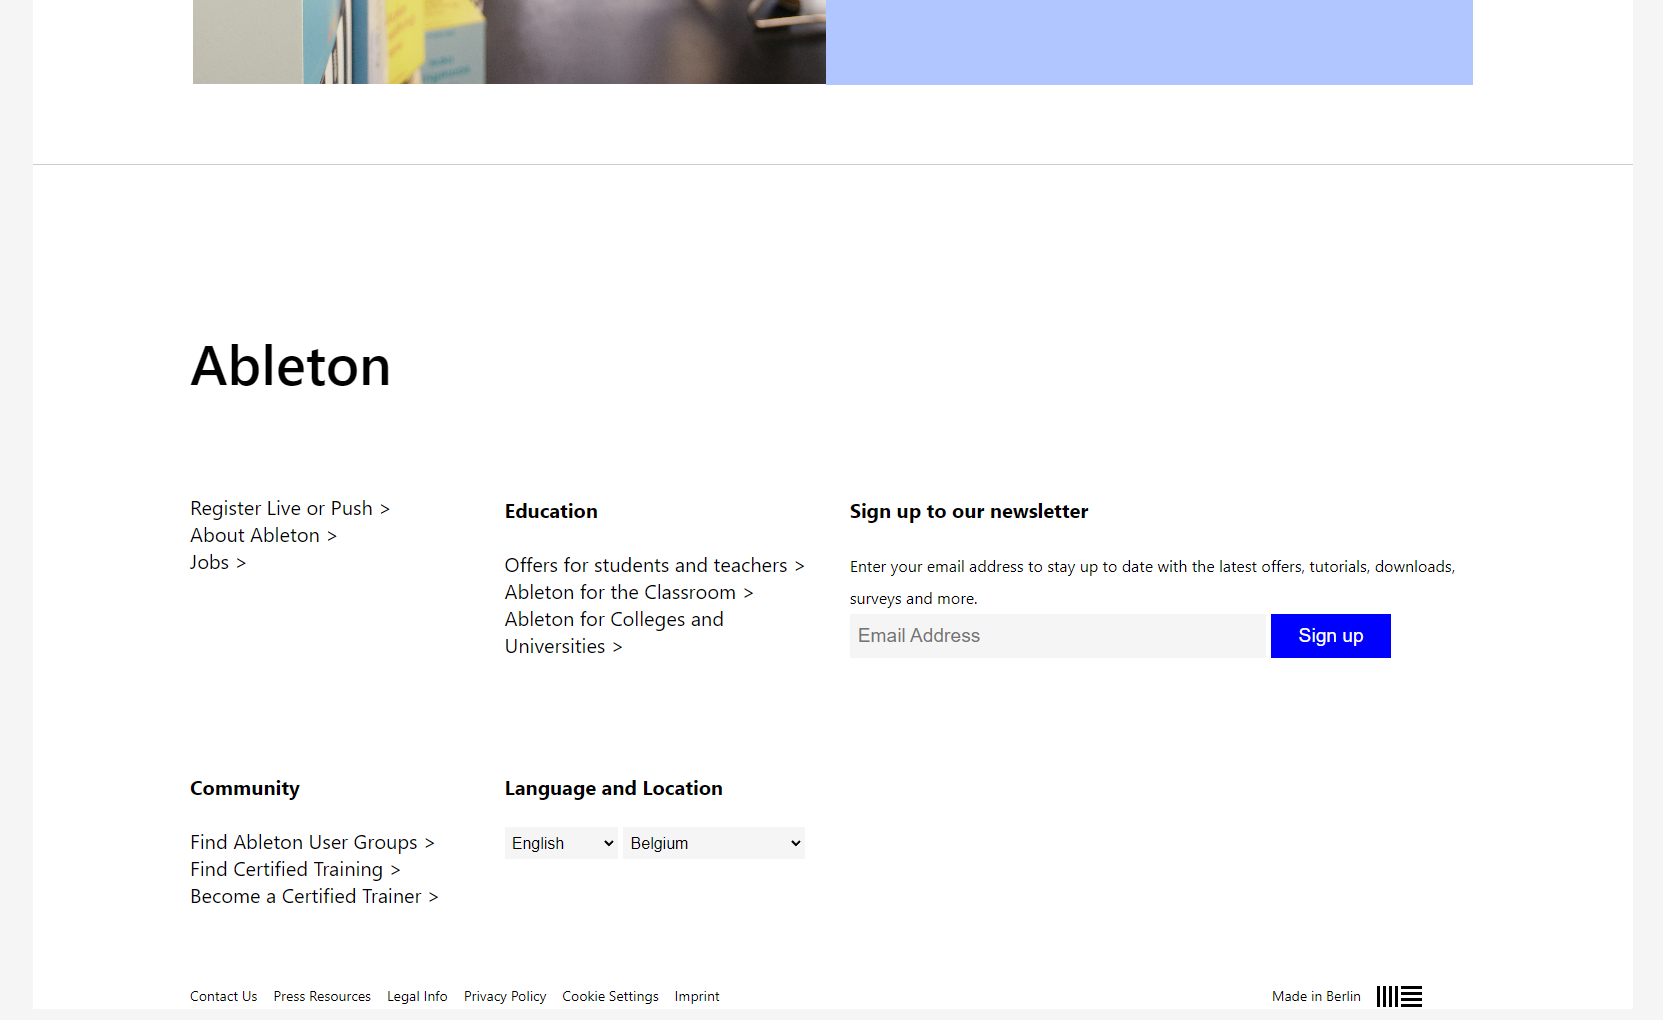 Ableton
Register Live or Push >
About Ableton >
Jobs >
Education
Offers for students and teachers >
Ableton for the Classroom >
Ableton for Colleges and
Universities >
Sign up to our newsletter
Enter your email address to stay up to date with the latest offers, tutorials, downloads,
surveys and more.
Email Address
Sign up
Community
Find Ableton User Groups >
Find Certified Training >
Become a Certified Trainer >
Language and Location
English
Belgium
Contact Us
Press Resources
Legal Info
Privacy Policy
Cookie Settings
Imprint
Made in Berlin